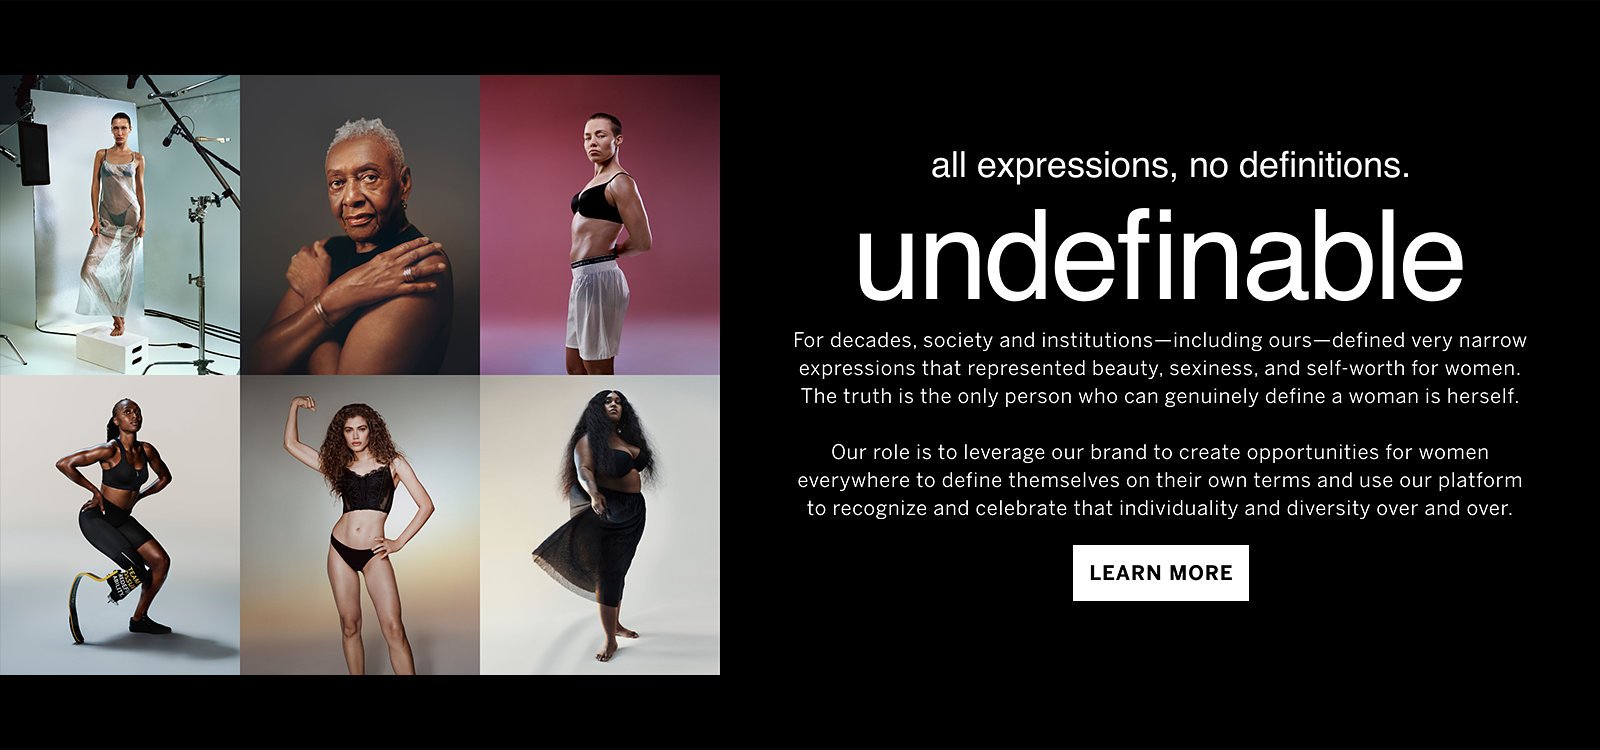 all expressions, no definitions.
undefinable
For decades, society and institutions—including ours—defined very narrow
expressions that represented beauty, sexiness, and self-worth for women.
The truth is the only person who can genuinely define a woman is herself.
Our role is to leverage our brand to create opportunities for women
everywhere to define themselves on their own terms and use our platform
to recognize and celebrate that individuality and diversity over and over.
LEARN MORE